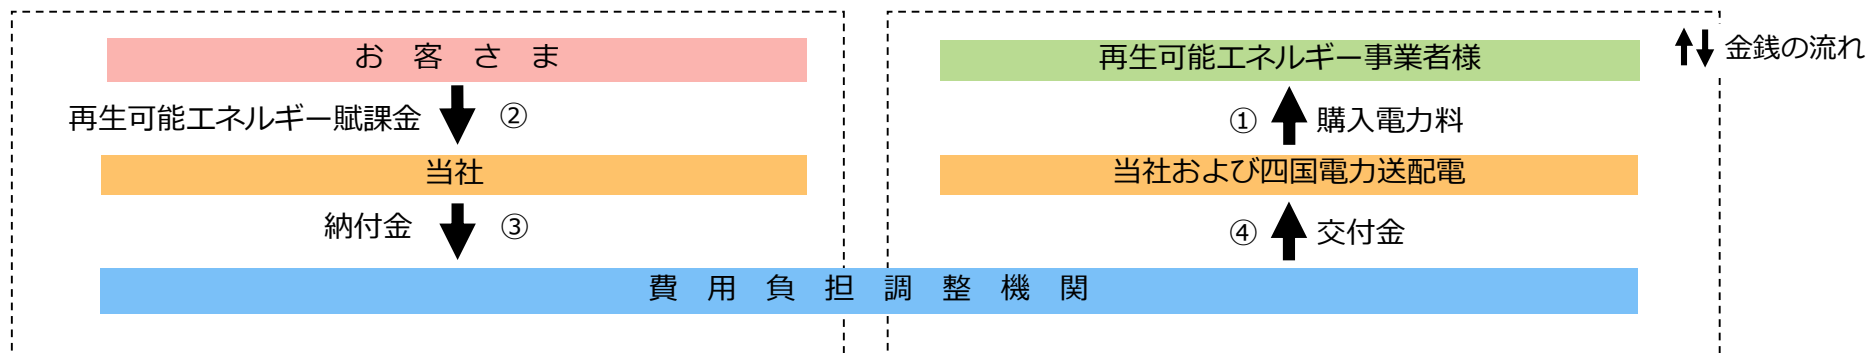 お客さま
再生可能エネルギー賦課金
②
当社
納付金
③
再生可能エネルギー事業者様
①
購入電力料
当社および四国電力送配電
④
交付金
費用負担調整機関
金銭の流れ